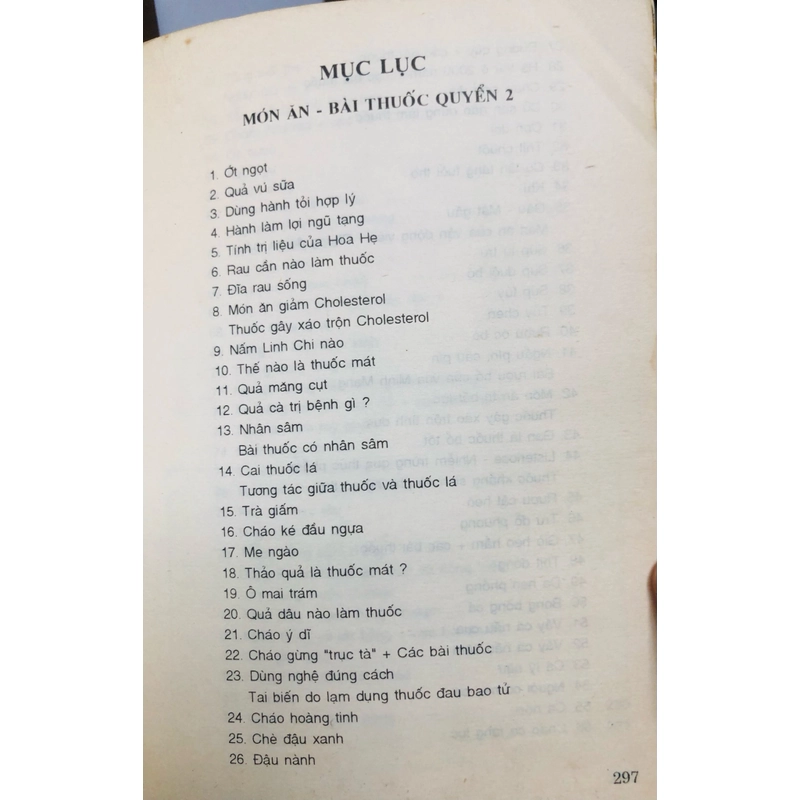 MỤC LỤC
MÓN ĂN - BÀI THUỐC QUYỂN 2
1. Ớt ngọt
2. Quả vú sữa
3. Dùng hành tỏi hợp lý
4. Hành làm lợi ngũ tạng
5. Tính trị liệu của Hoa Hẹ
6. Rau cần nào làm thuốc
7. Đĩa rau sống
8. Món ăn giảm Cholesterol
Thuốc gây xáo trộn Cholesterol
9. Nấm Linh Chi nào
10. Thế nào là thuốc mát
11. Quả măng cụt
12. Quả cà trị bệnh gì ?
13. Nhân sâm
Bài thuốc có nhân sâm
14. Cai thuốc lá
Tương tác giữa thuốc và thuốc lá
15. Trà giấm
16. Cháo ké đầu ngựa
17. Me ngào
18. Thảo quả là thuốc mát ?
19. Ô mai trám
20. Quả dâu nào làm thuốc
21. Cháo ý dĩ
22. Cháo gừng "trục tà" + Các bài thuốc
23. Dùng nghệ đúng cách
Tai biến do lạm dụng thuốc đau bao tử
24. Cháo hoàng tinh
25. Chè đậu xanh
26. Đậu nành
297